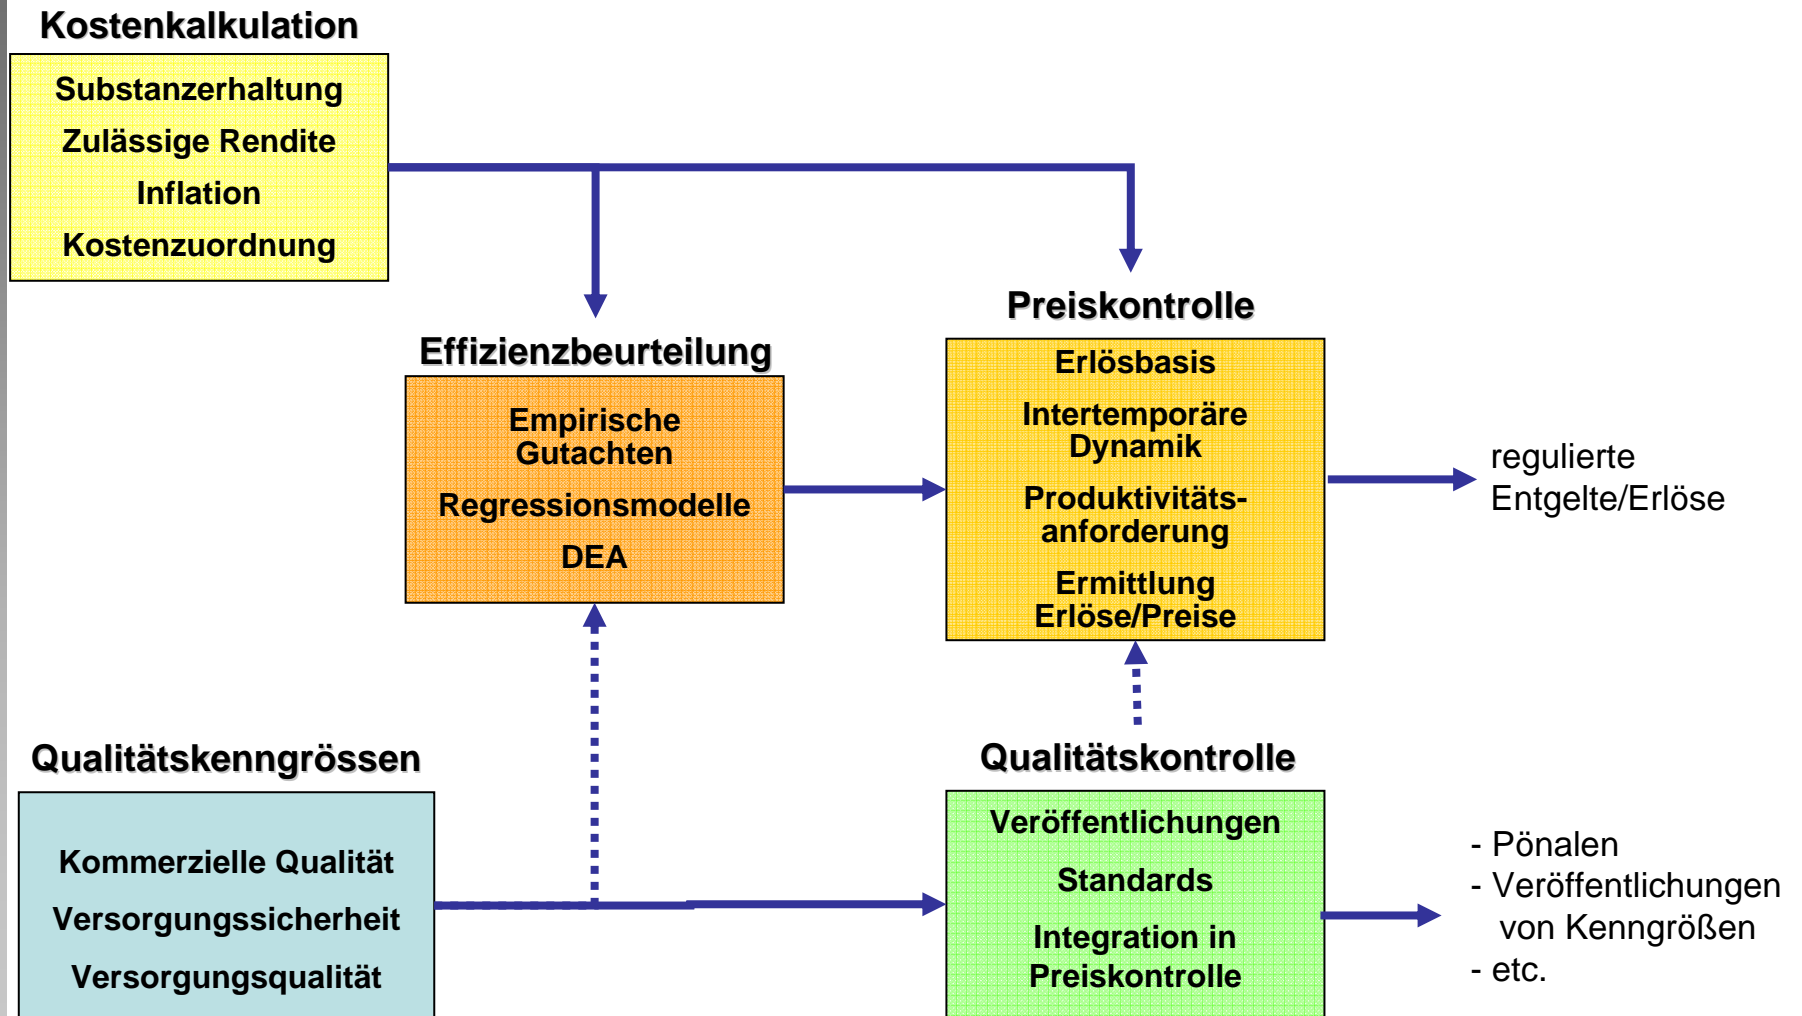 Kostenkalkulation
Substanzerhaltung
Zulässige Rendite
Inflation
Kostenzuordnung
Effizienzbeurteilung
Empirische
Gutachten
Regressionsmodelle
DEA
Preiskontrolle
Erlösbasis
Intertemporäre
Dynamik
Produktivitäts-
anforderung
Ermittlung
Erlöse/Preise
regulierte
Entgelte/Erlöse
Qualitätskenngrössen
Kommerzielle Qualität
Versorgungssicherheit
Versorgungsqualität
Qualitätskontrolle
Veröffentlichungen
Standards
Integration in
Preiskontrolle
- Pönalen
- Veröffentlichungen
von Kenngrößen
- etc.